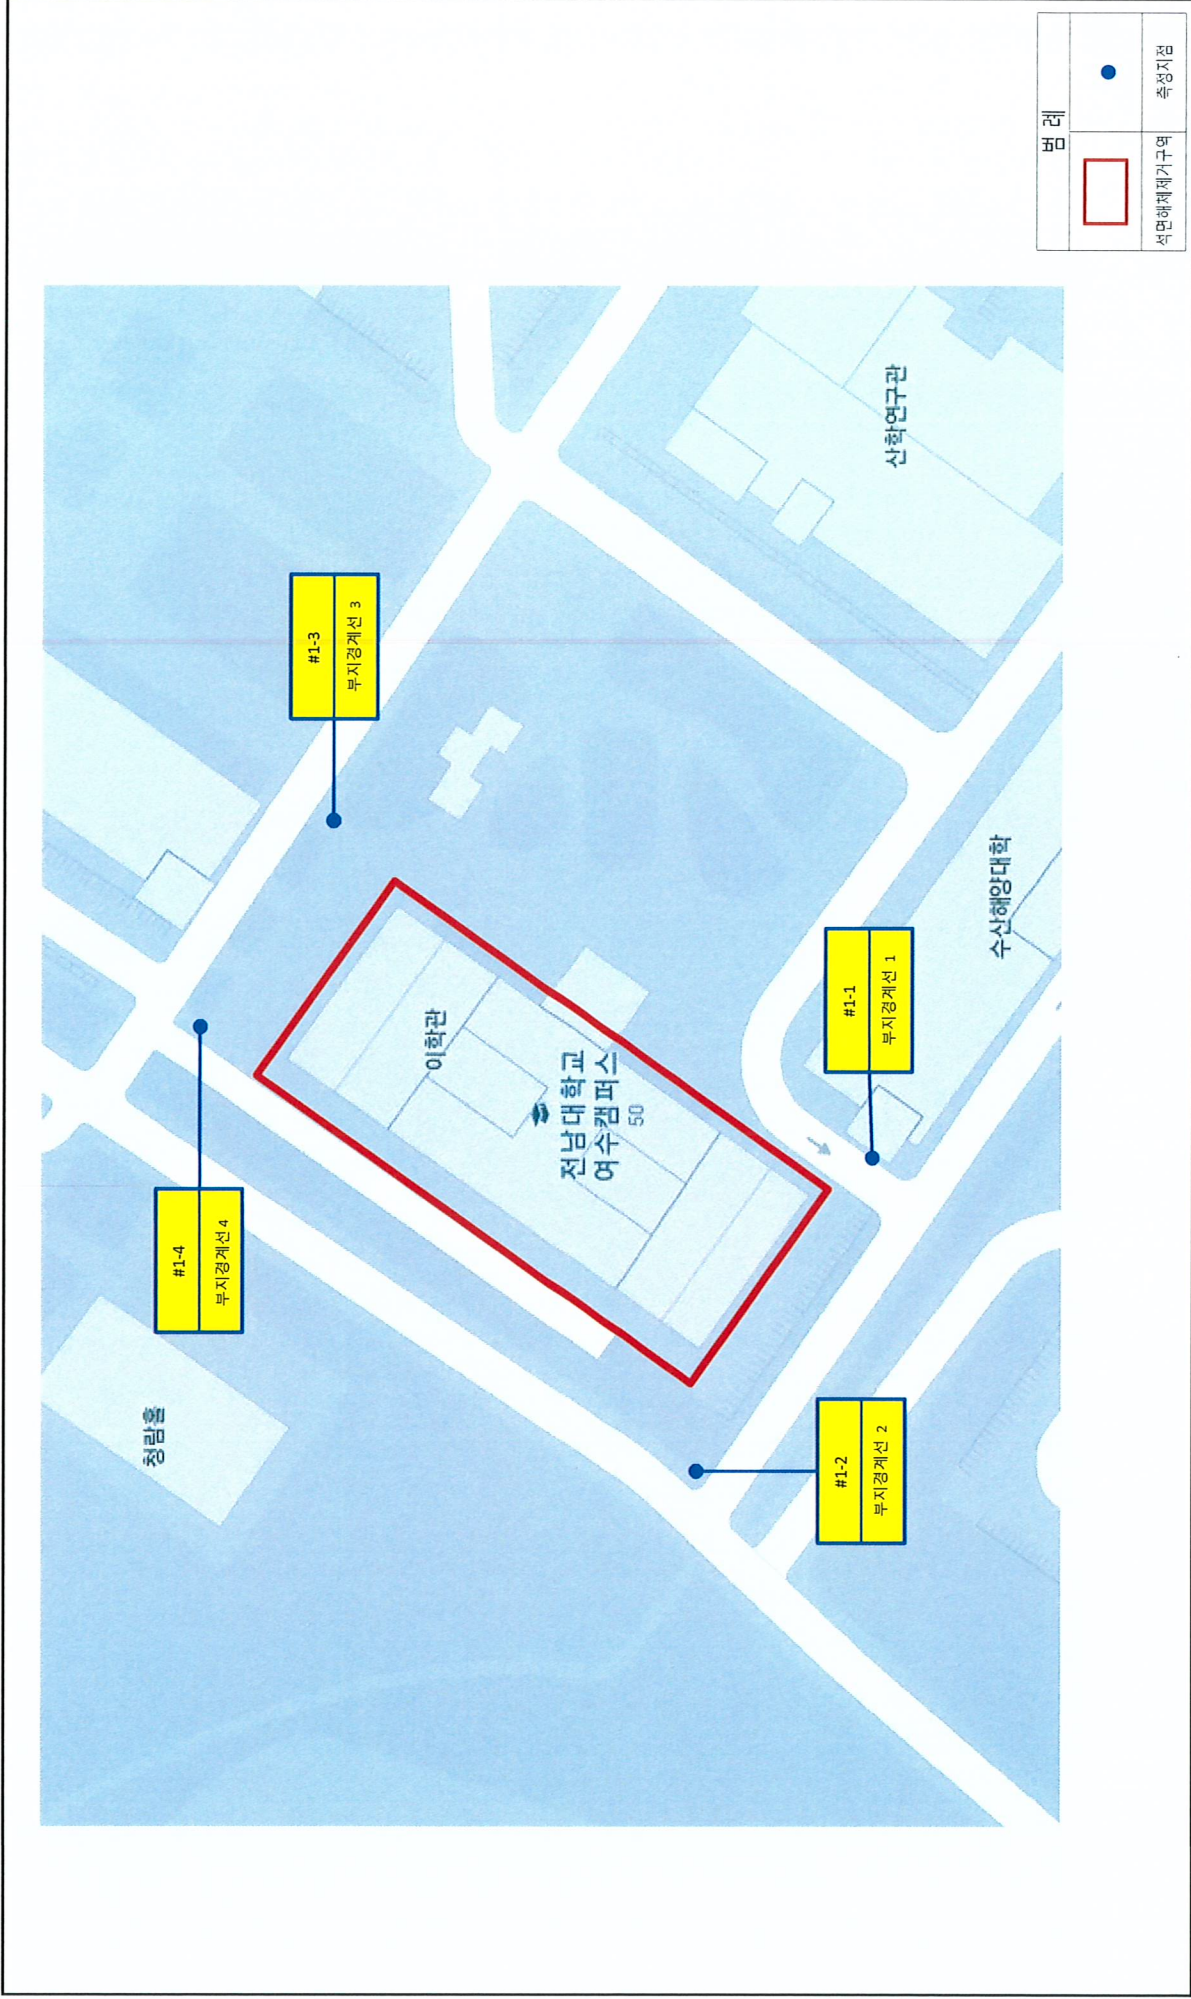 청람홀
#1-4
부지경계선 4
#1-3
부지경계선 3
이학관
전남대학교
여수캠퍼스
50
#1-2
부지경계선 2
#1-1
부지경계선 1
수산해양대학
산학연구관
범 례
석면해체제거구역
측정지점